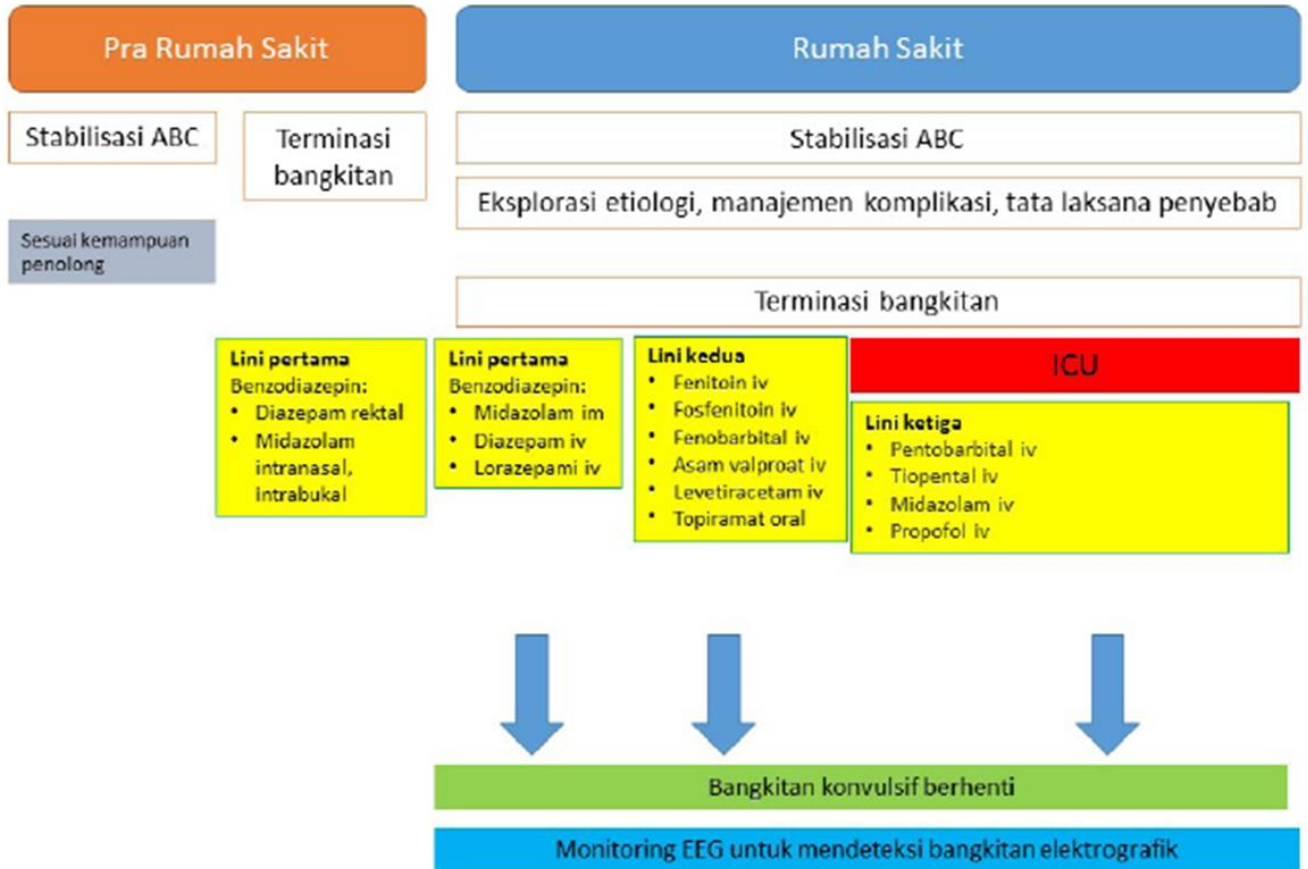 Pra Rumah Sakit
Rumah Sakit
Stabilisasi ABC
Terminasi
bangkitan
Stabilisasi ABC
Eksplorasi etiologi, manajemen komplikasi, tata laksana penyebab
Sesuai kemampuan
penolong
Terminasi bangkitan
Lini pertama
Benzodiazepin:
• Diazepam rektal
• Midazolam
intranasal,
intrabukal
Lini pertama
Benzodiazepin:
• Midazolam im
• Diazepam iv
• Lorazepami iv
Lini kedua
• Fenitoin iv
• Fosfenitoin iv
• Fenobarbital iv
• Asam valproat iv
• Levetiracetam iv
• Topiramat oral
ICU
Lini ketiga
• Pentobarbital iv
• Tiopental iv
• Midazolam iv
• Propofol iv
Bangkitan konvulsif berhenti
Monitoring EEG untuk mendeteksi bangkitan elektrografik